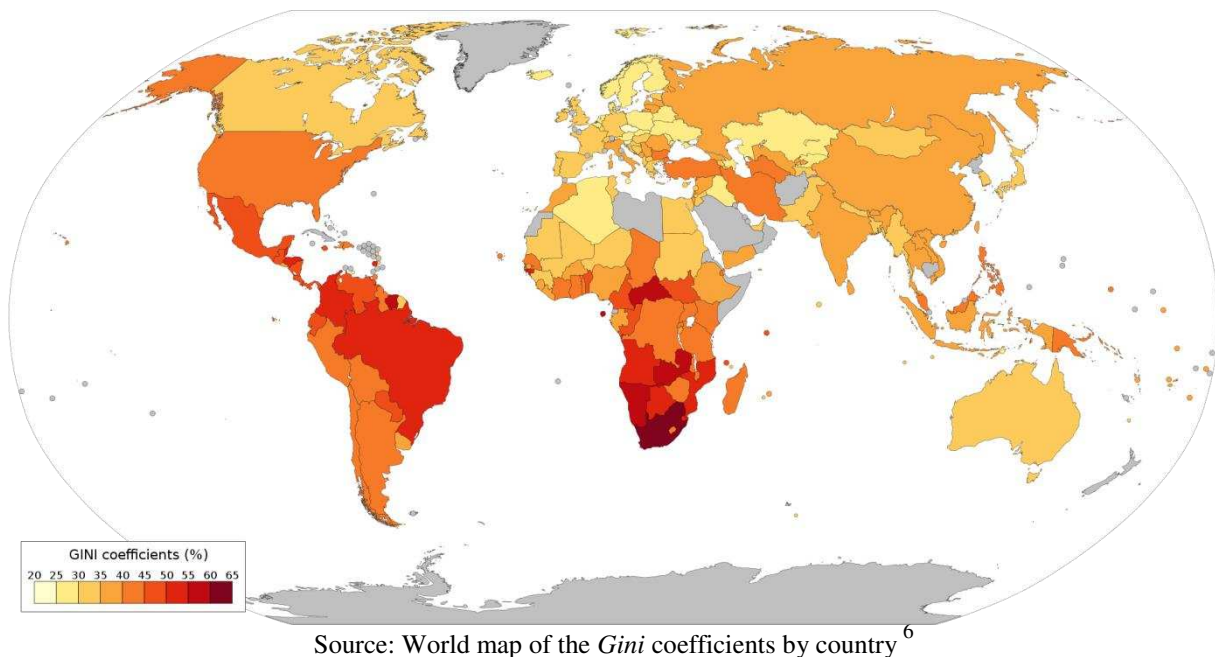 GINI coefficients (%)
20 25 30 35 40 45 50 55 60 65
Source: World map of the Gini coefficients by country 6